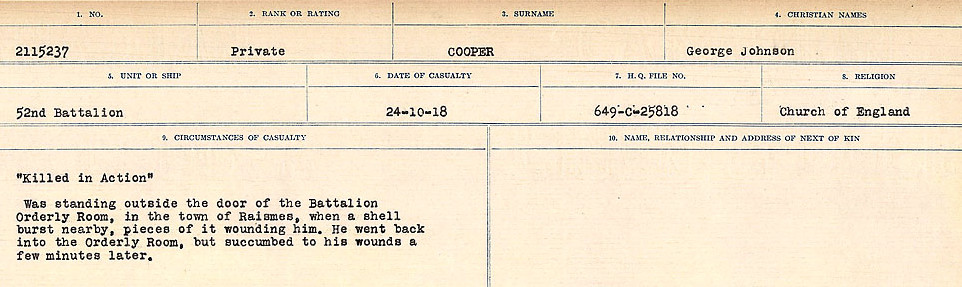 1. NO. 2. RANK OR RATING 3. SURNAME 4. CHRISTIAN NAMES
2115237 Private COOPER George Johnson
5. UNIT OR SHIP 6. DATE OF CASUALTY 7. H.Q. FILE NO. 8. RELIGION
52nd Battalion 24-10-18 649-C-25818 Church of England
9. CIRCUMSTANCES OF CASUALTY 10. NAME, RELATIONSHIP AND ADDRESS OF NEXT OF KIN
"Killed in Action"
Was standing outside the door of the Battalion
Orderly Room, in the town of Raismes, when a shell
burst nearby, pieces of it wounding him. He went back
into the Orderly Room, but succumbed to his wounds a
few minutes later.